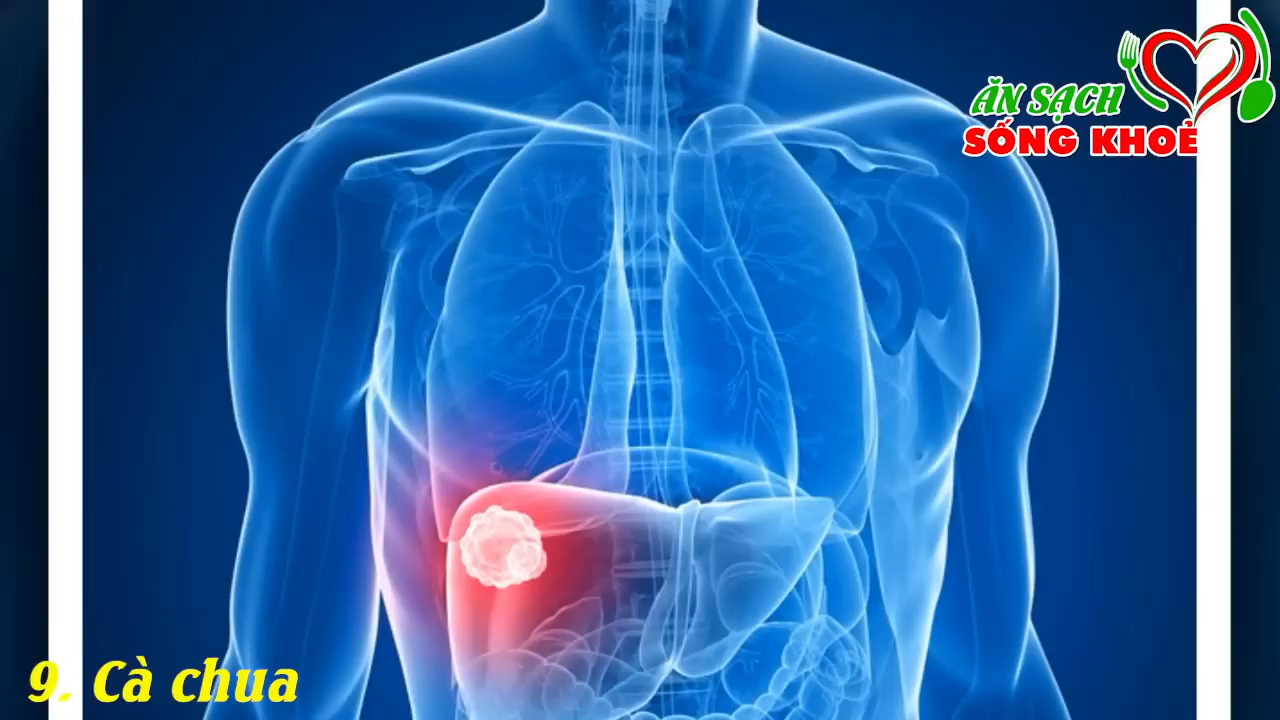 ĂN SẠCH
SỐNG KHOẺ
9. Cà chua